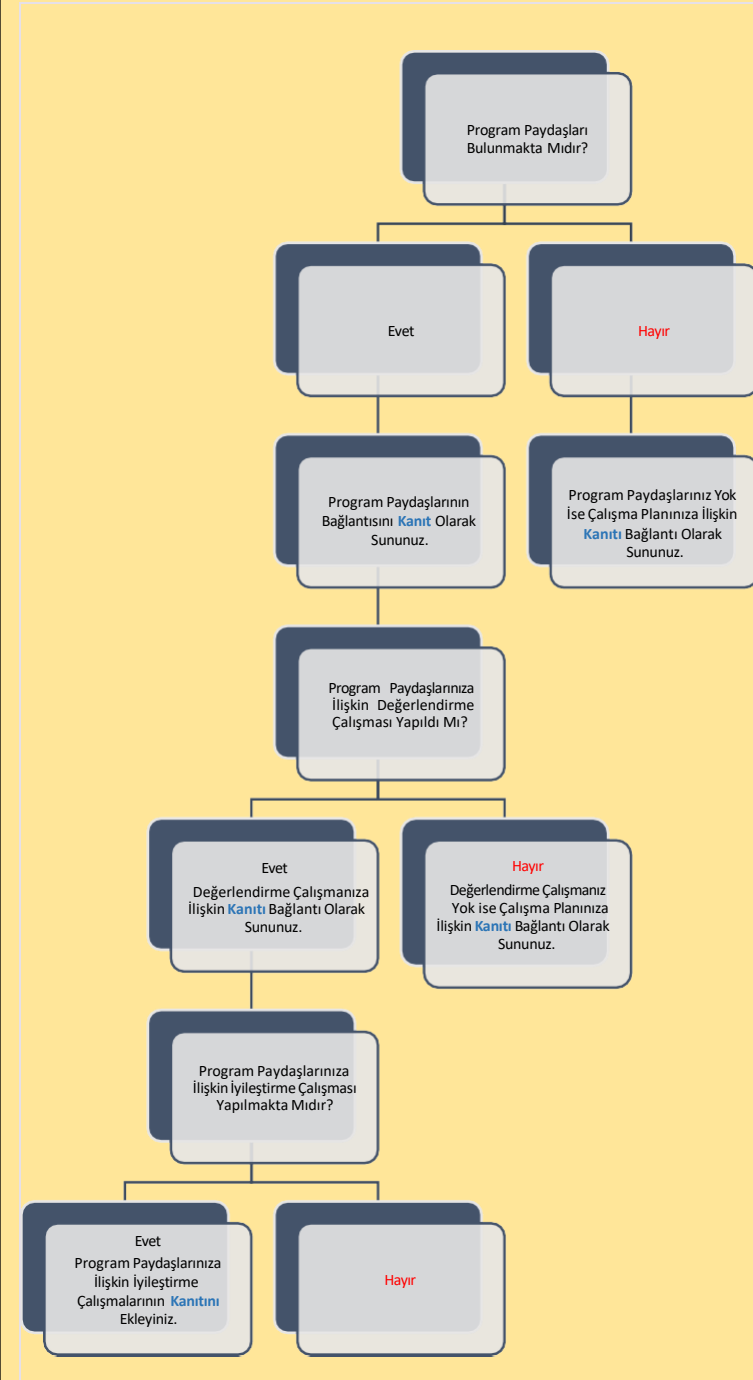 Program Paydaşları
Bulunmakta Mıdır?
Evet
Hayır
Program Paydaşlarının
Bağlantısını Kanıt Olarak
Sununuz.
Program Paydaşlarınız Yok
İse Çalışma Planınıza İlişkin
Kanıtı Bağlantı Olarak
Sununuz.
Program Paydaşlarınıza
İlişkin Değerlendirme
Çalışması Yapıldı Mı?
Evet
Değerlendirme Çalışmanıza
İlişkin Kanıtı Bağlantı Olarak
Sununuz.
Hayır
Değerlendirme Çalışmanız
Yok ise Çalışma Planınıza
İlişkin Kanıtı Bağlantı Olarak
Sununuz.
Program Paydaşlarınıza
İlişkin İyileştirme Çalışması
Yapılmakta Mıdır?
Evet
Program Paydaşlarınıza
İlişkin İyileştirme
Çalışmalarının Kanıtını
Ekleyiniz.
Hayır